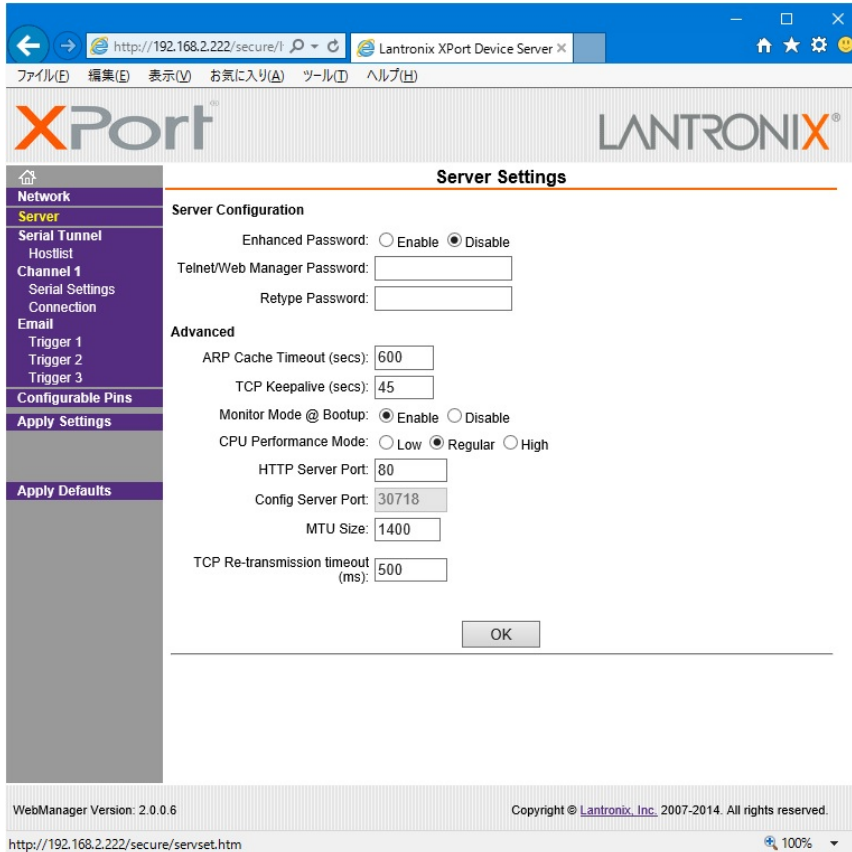 http://192.168.2.222/secure/l
Lantronix XPort Device Server
ファイル(F) 編集(E) 表示(V) お気に入り(A) ツール(T) ヘルプ(H)
XPort®
LANTRONIX®
Network
Server
Serial Tunnel
Hostlist
Channel 1
Serial Settings
Connection
Email
Trigger 1
Trigger 2
Trigger 3
Configurable Pins
Apply Settings
Apply Defaults
Server Settings
Server Configuration
Enhanced Password: Enable Disable
Telnet/Web Manager Password:
Retype Password:
Advanced
ARP Cache Timeout (secs): 600
TCP Keepalive (secs): 45
Monitor Mode @ Bootup: Enable Disable
CPU Performance Mode: Low Regular High
HTTP Server Port: 80
Config Server Port: 30718
MTU Size: 1400
TCP Re-transmission timeout
(ms): 500
OK
WebManager Version: 2.0.0.6
Copyright © Lantronix, Inc. 2007-2014. All rights reserved.
http://192.168.2.222/secure/servset.htm
100%